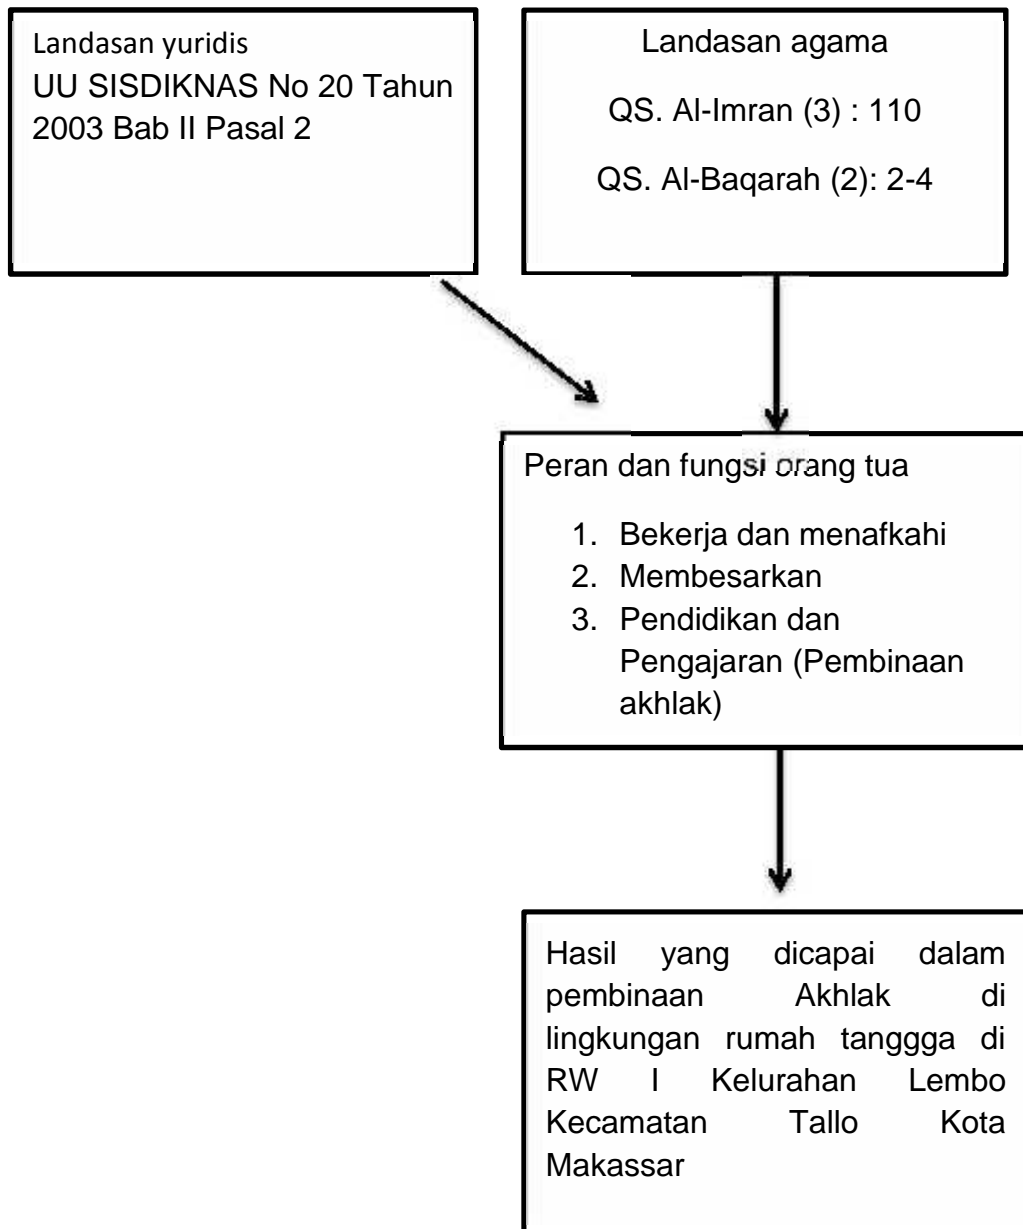 Landasan yuridis
UU SISDIKNAS No 20 Tahun
2003 Bab II Pasal 2
Landasan agama
QS. Al-Imran (3) : 110
QS. Al-Baqarah (2): 2-4
Peran dan fungsi orang tua
1. Bekerja dan menafkahi
2. Membesarkan
3. Pendidikan dan
Pengajaran (Pembinaan
akhlak)
Hasil yang dicapai dalam
pembinaan Akhlak di
lingkungan rumah tanggga di
RW I Kelurahan Lembo
Kecamatan Tallo Kota
Makassar